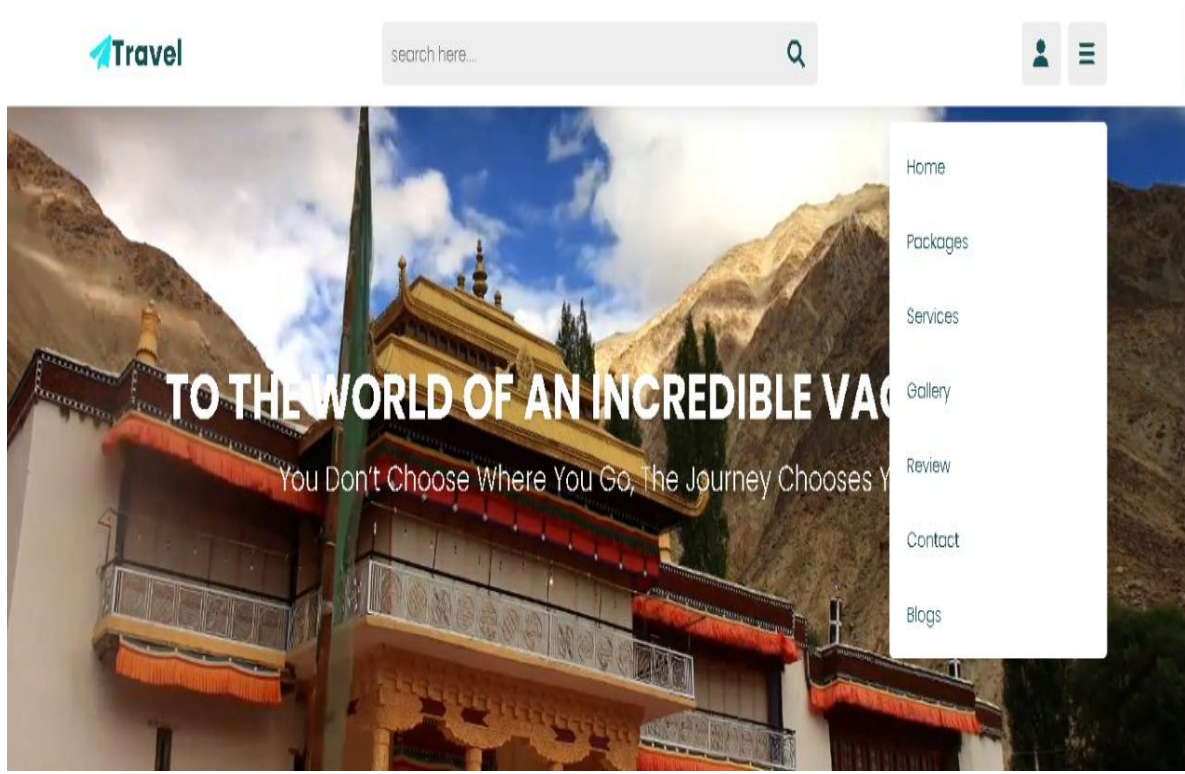 Travel
search here...
Home
Packages
Services
Gallery
Review
Contact
Blogs
TO THE WORLD OF AN INCREDIBLE
You Don't Choose Where You Go, The Journey Chooses